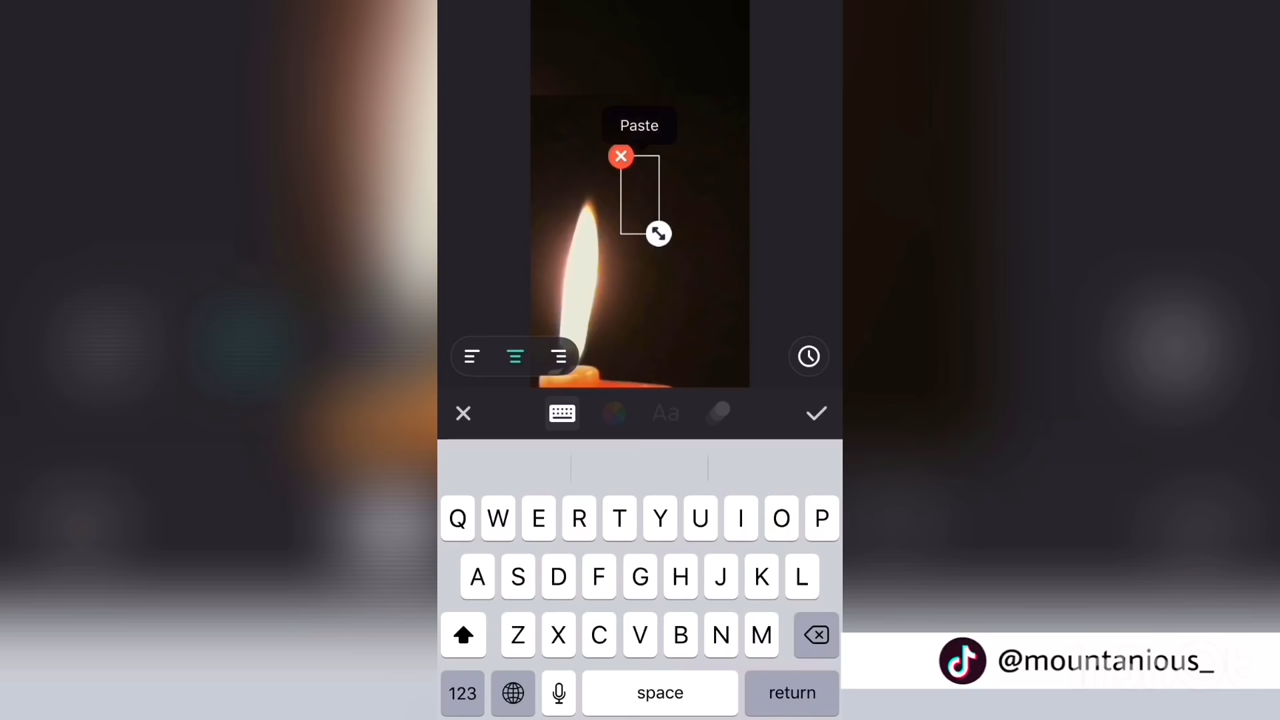 Paste
Aa
Q W E R T Y U I O P
A S D F G H J K L
Z X C V B N M
123 space return
@mountanious_